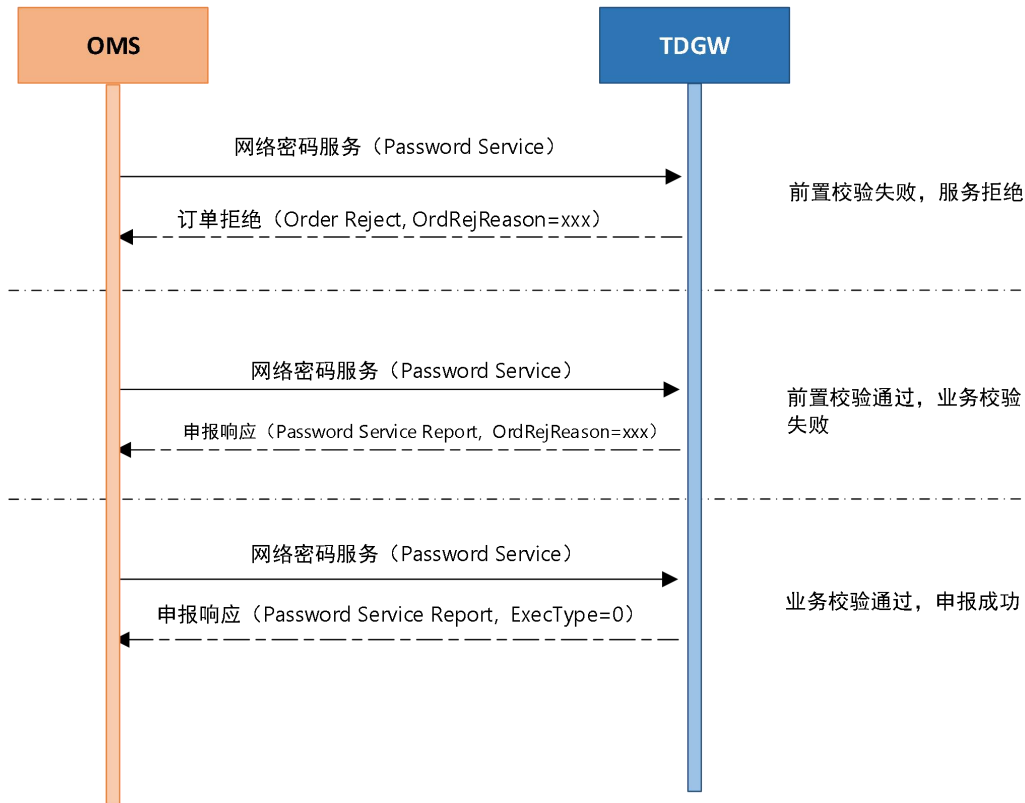 OMS
TDGW
网络密码服务（Password Service）
前置校验失败，服务拒绝
订单拒绝（Order Reject, OrdRejReason=xxx）
网络密码服务（Password Service）
前置校验通过，业务校验
失败
申报响应（Password Service Report, OrdRejReason=xxx）
网络密码服务（Password Service）
业务校验通过，申报成功
申报响应（Password Service Report, ExecType=0）